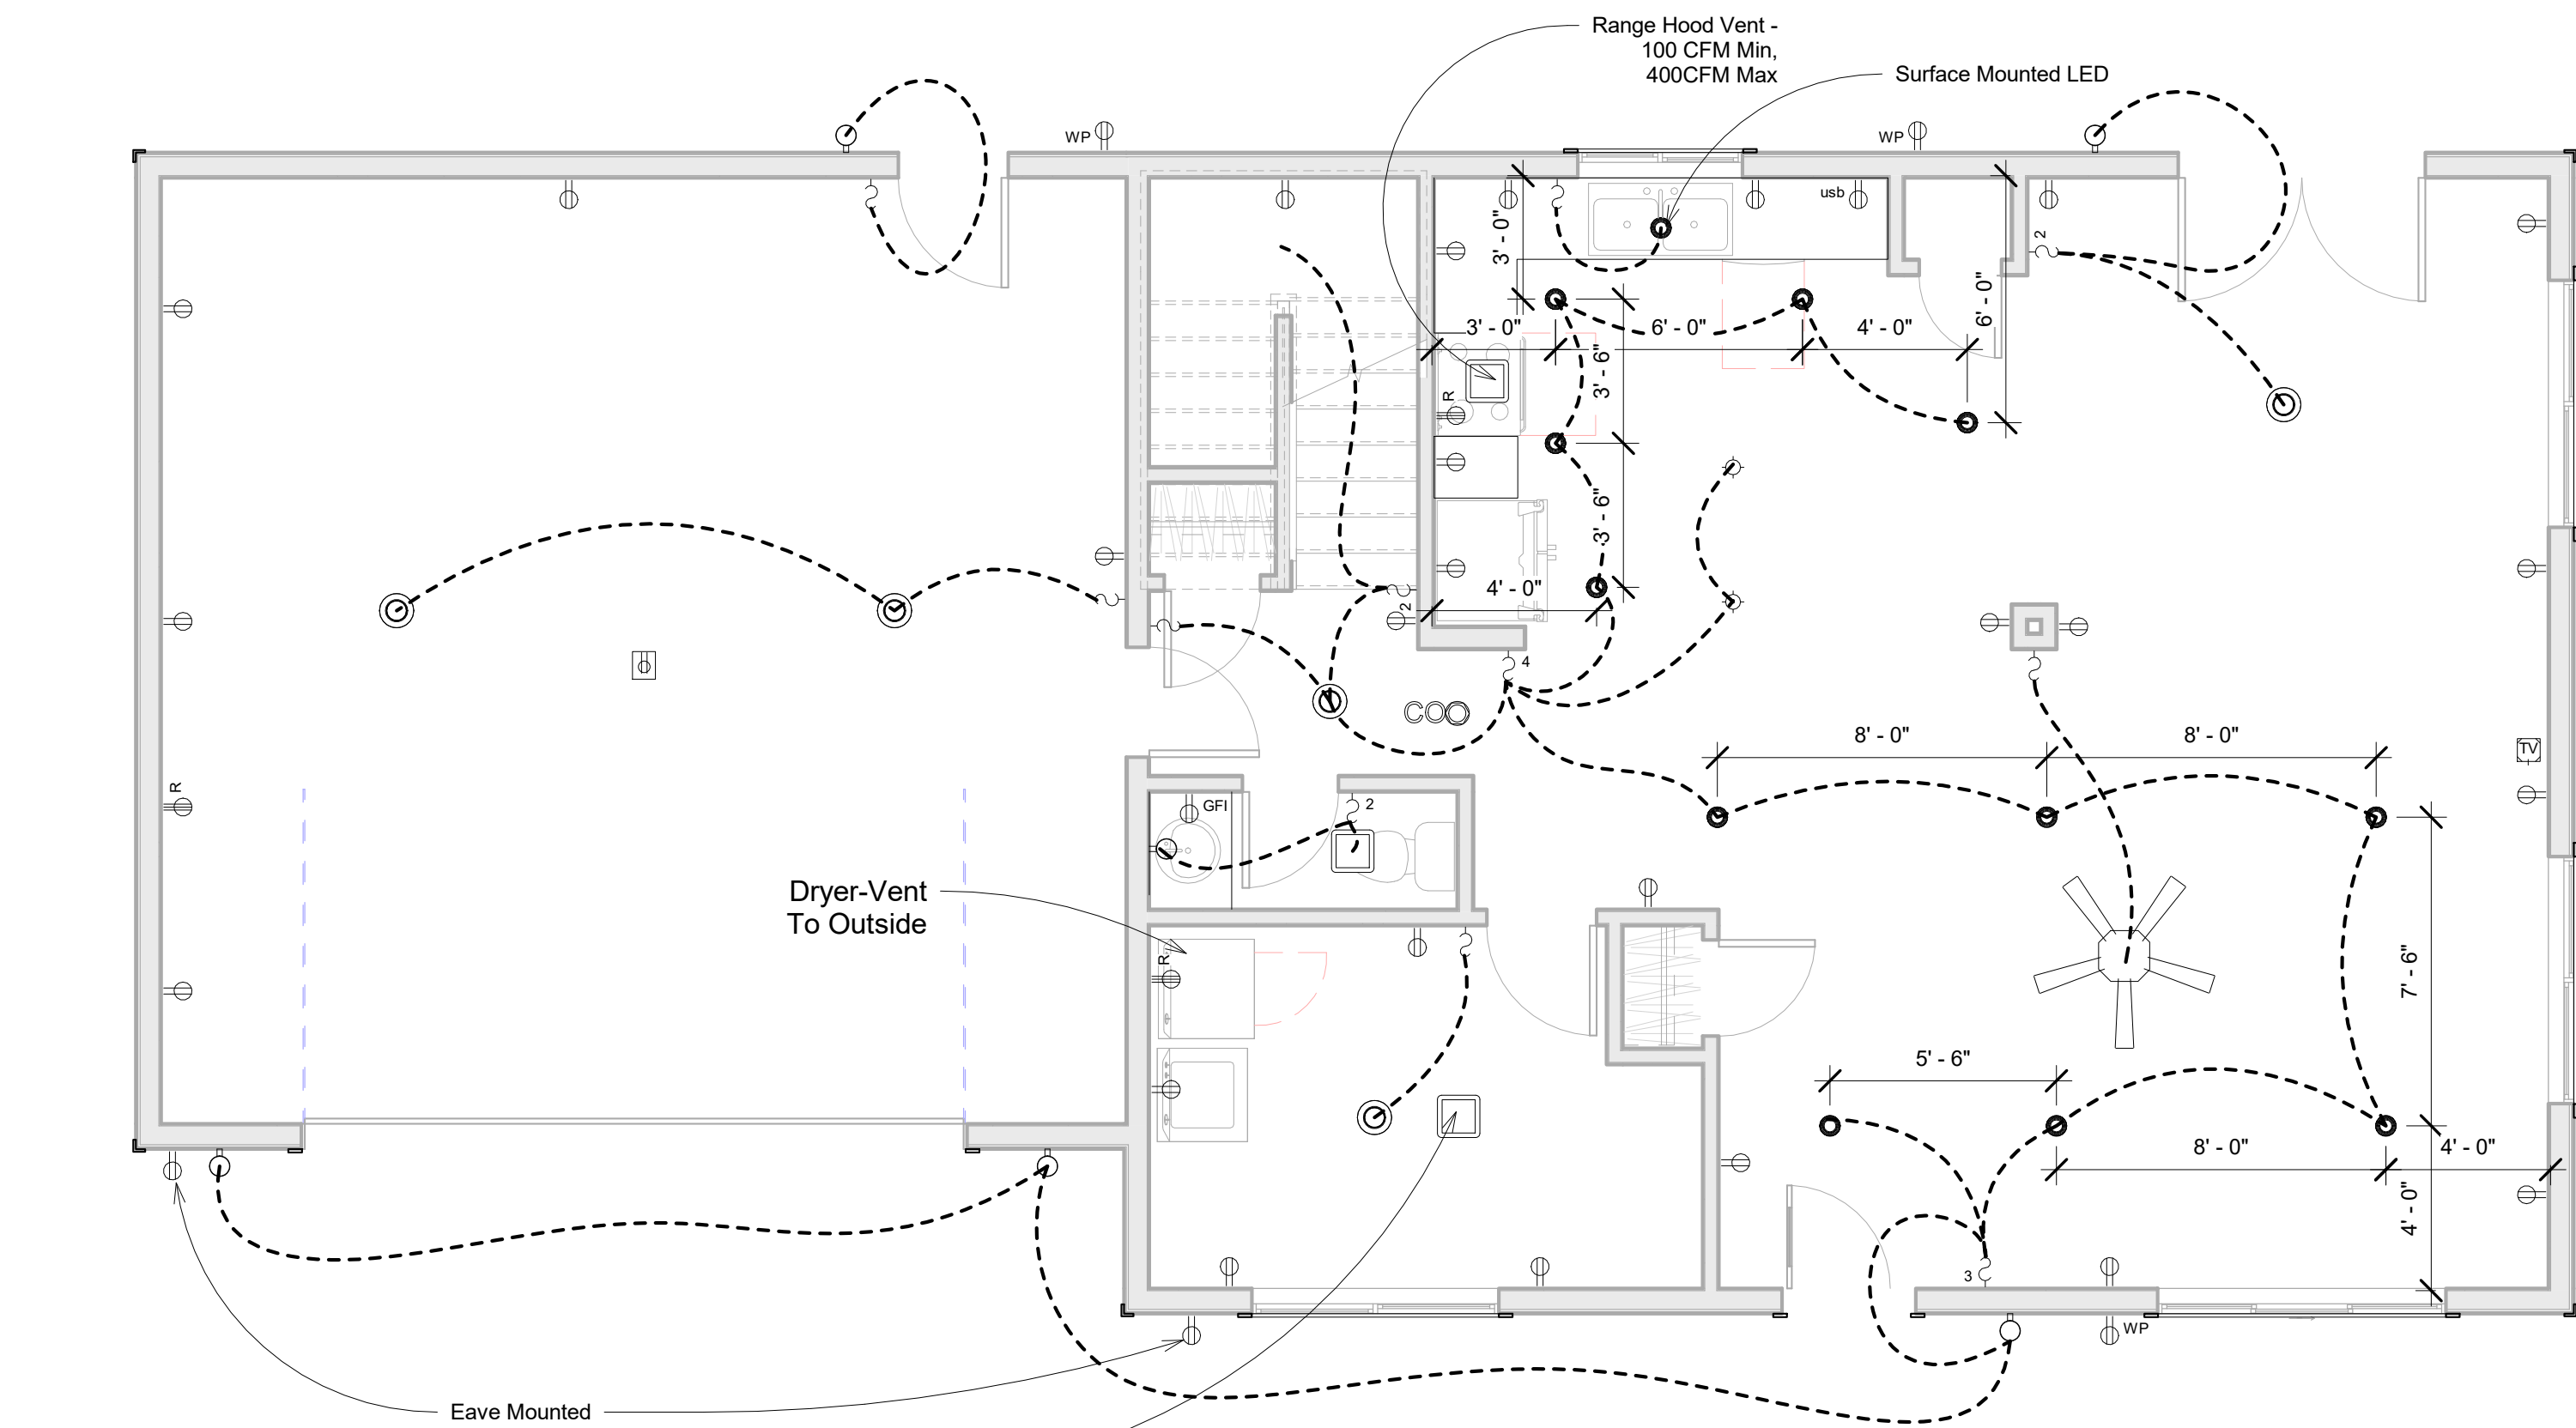 Range Hood Vent -
100 CFM Min,
400CFM Max
Surface Mounted LED
WP
WP
usb
3' - 0"
2
6' - 0"
3' - 0"
6' - 0"
4' - 0"
3' - 6"
R
3' - 6"
4' - 0"
2
4
CO
8' - 0"
8' - 0"
TV
R
GFI
2
Dryer-Vent
To Outside
R
7' - 6"
5' - 6"
8' - 0"
4' - 0"
4' - 0"
3
WP
Eave Mounted